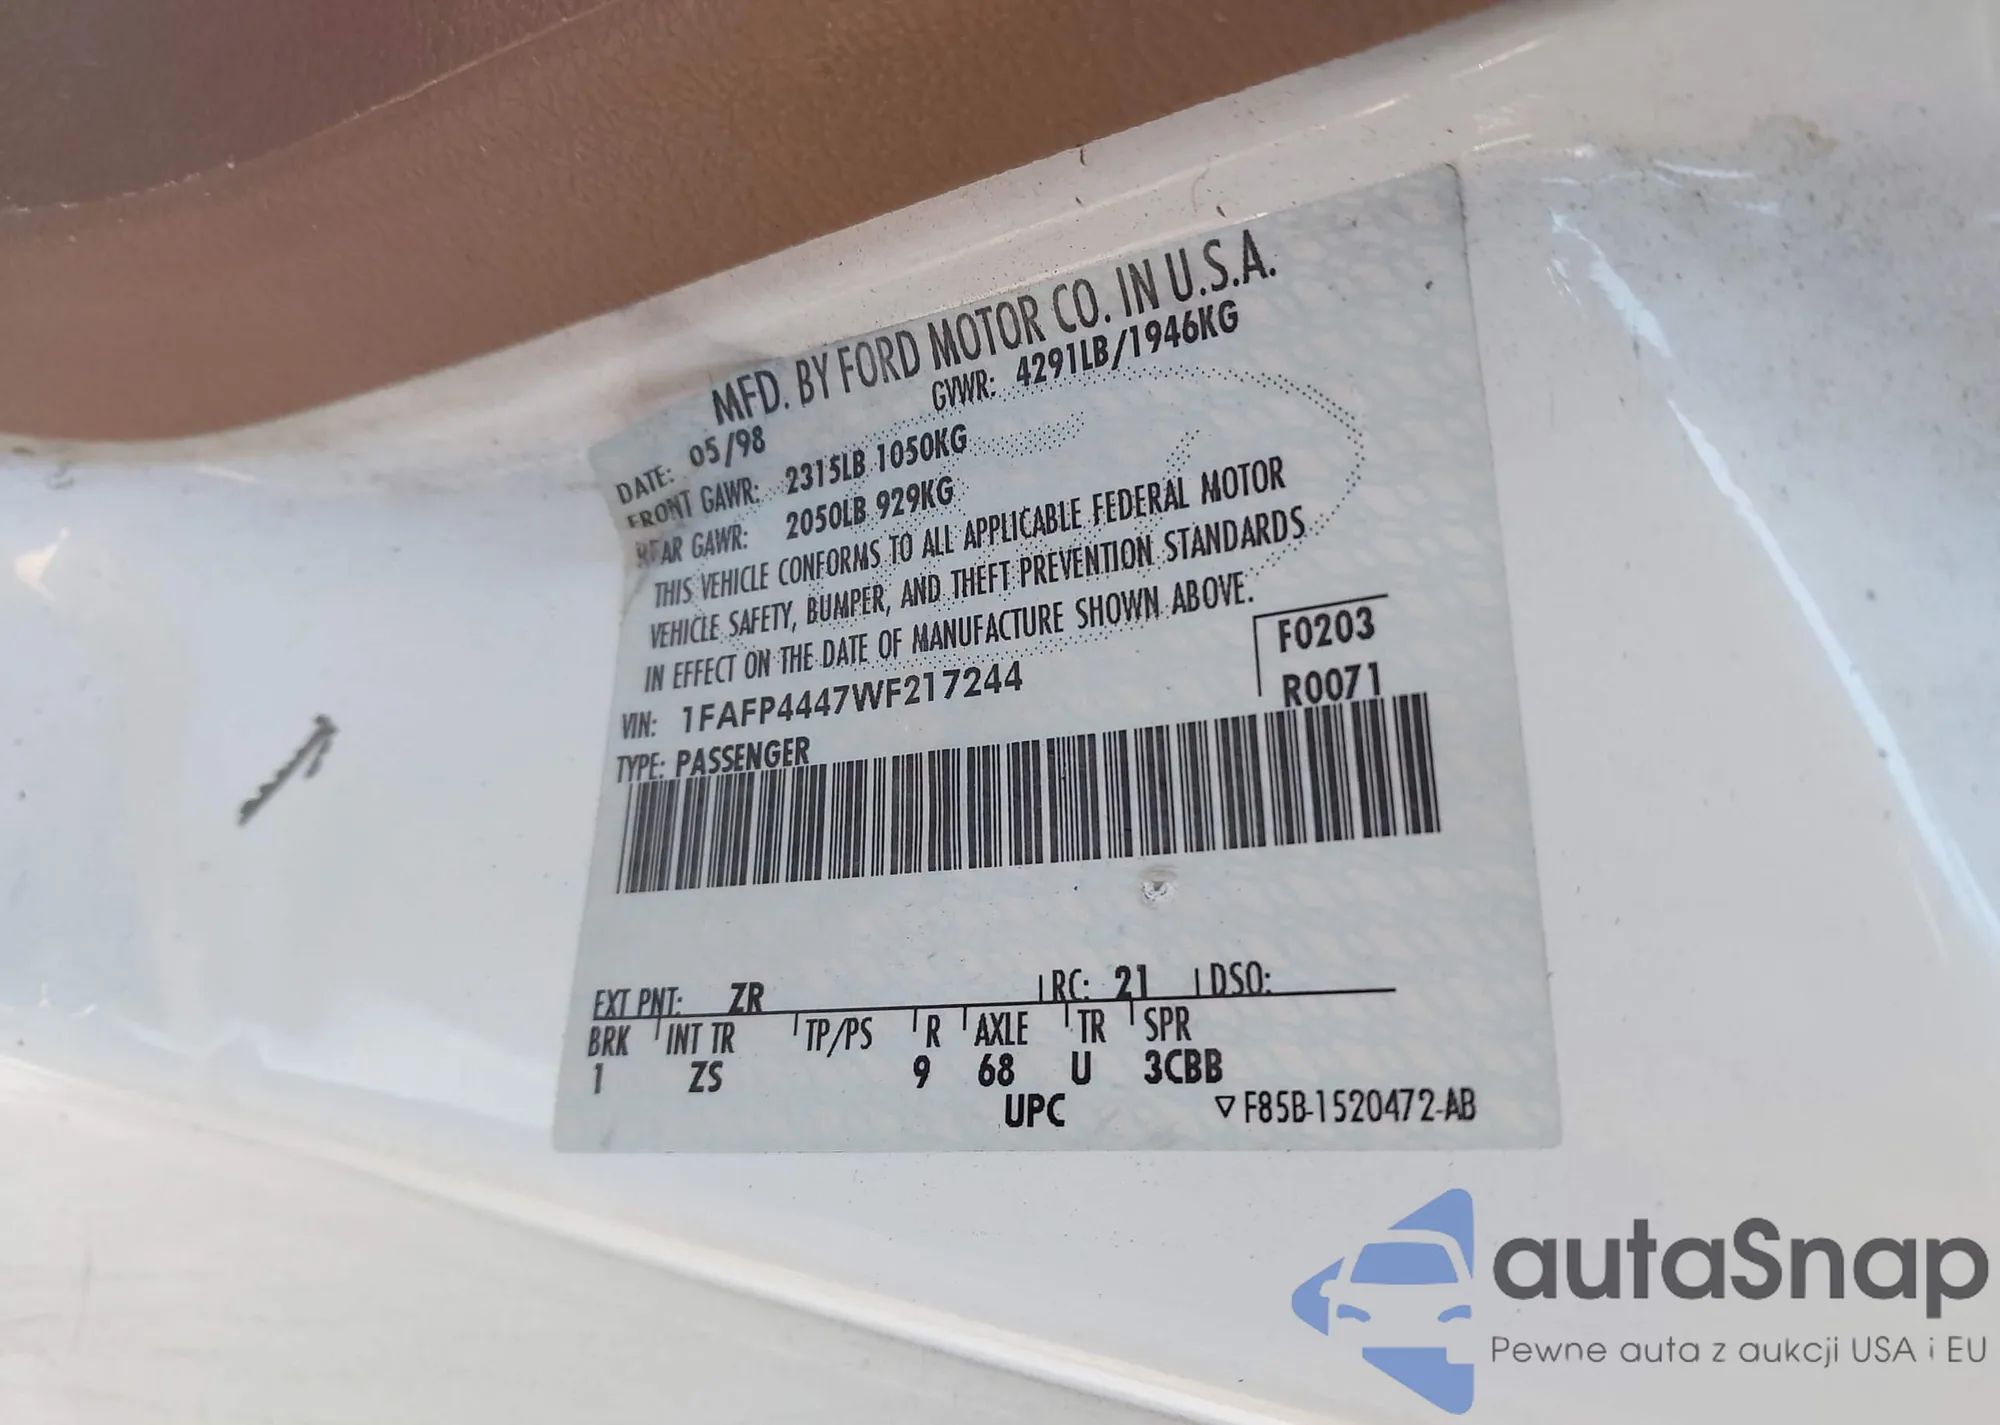 MFD. BY FORD MOTOR CO. IN U.S.A.
DATE: 05/98 GVWR: 4291LB/1946KG
FRONT GAWR: 2315LB 1050KG
REAR GAWR: 2050LB 929KG
THIS VEHICLE CONFORMS TO ALL APPLICABLE FEDERAL MOTOR
VEHICLE SAFETY, BUMPER, AND THEFT PREVENTION STANDARDS
IN EFFECT ON THE DATE OF MANUFACTURE SHOWN ABOVE.
VIN: 1FAFP4447WF217244 F0203
TYPE: PASSENGER R0071
EXT PNT: ZR RC: 21 DSO:
BRK INT TR TP/PS R AXLE TR SPR
1 ZS 9 68 U 3CBB
UPC ▽F85B-1520472-AB
autaSnap
Pewne auta z aukcji USA i EU